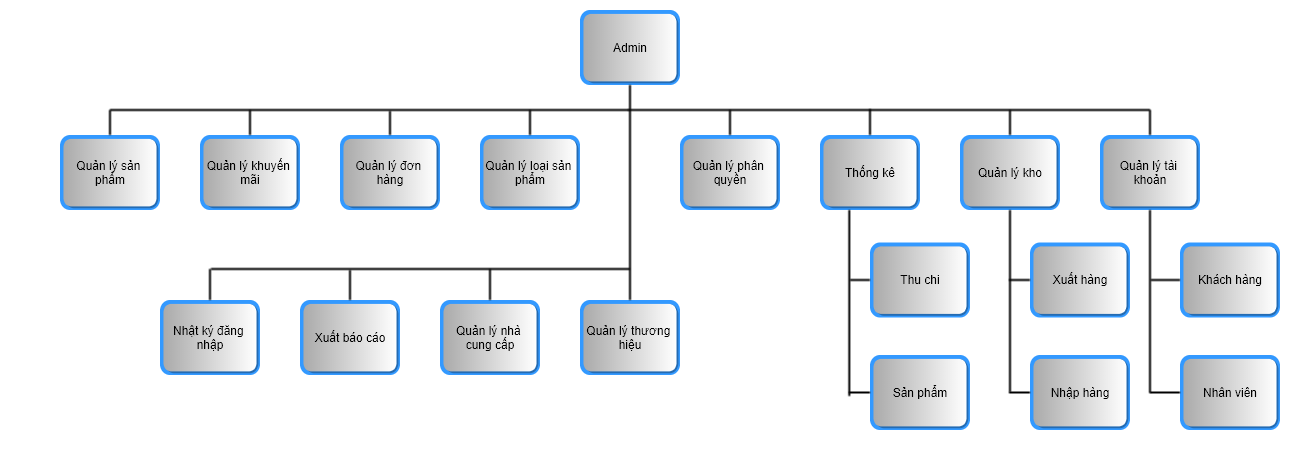 Admin
Quản lý sản
phẩm
Quản lý khuyến
mãi
Quản lý đơn
hàng
Quản lý loại sản
phẩm
Quản lý phân
quyền
Thống kê
Quản lý kho
Quản lý tài
khoản
Thu chi
Xuất hàng
Khách hàng
Nhật ký đăng
nhập
Xuất báo cáo
Quản lý nhà
cung cấp
Quản lý thương
hiệu
Sản phẩm
Nhập hàng
Nhân viên